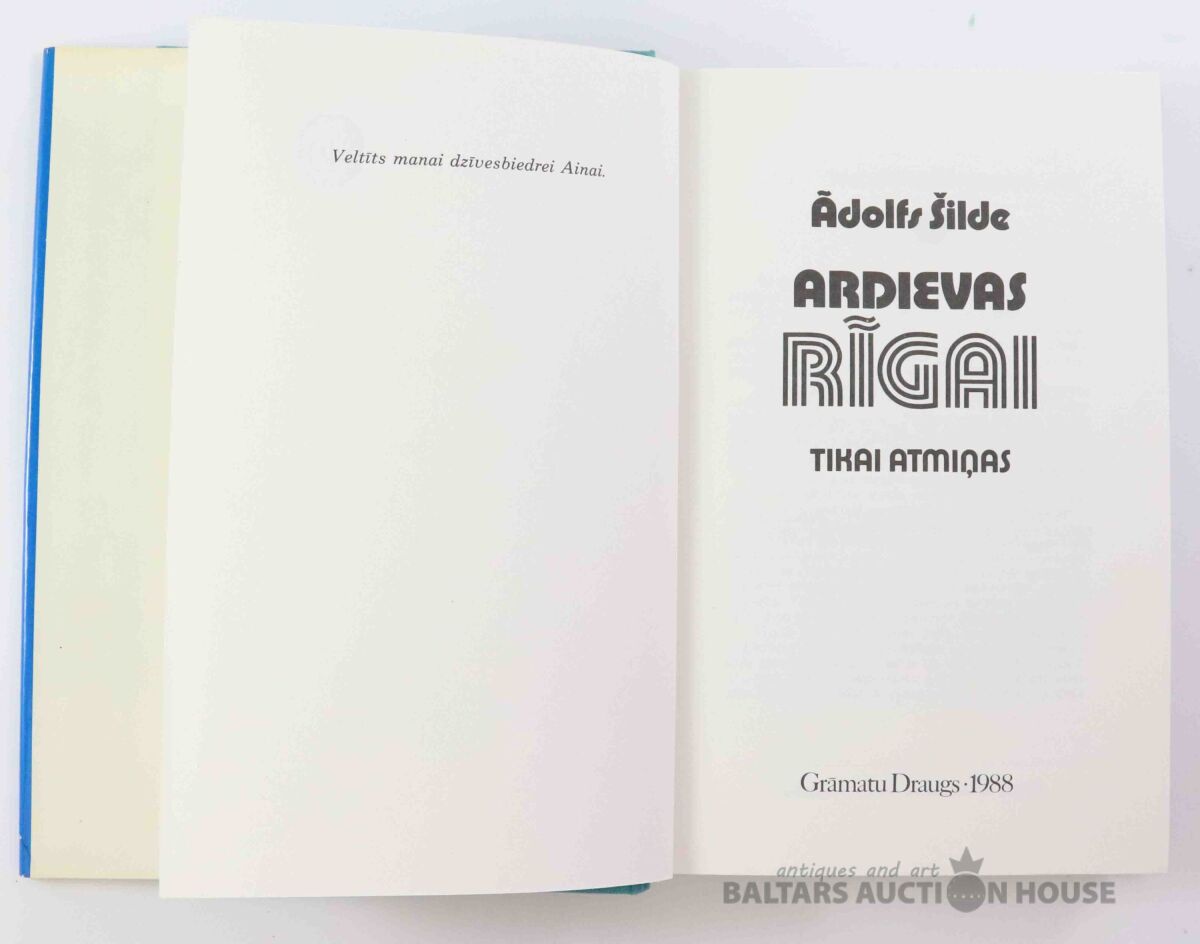 Veltīts manai dzīvesbiedrei Ainai.
Ādolfs Šilde
ARDIEVAS
RĪGAI
TIKAI ATMIŅAS
Grāmatu Draugs · 1988
antiques and art
BALTARS AUCTION HOUSE